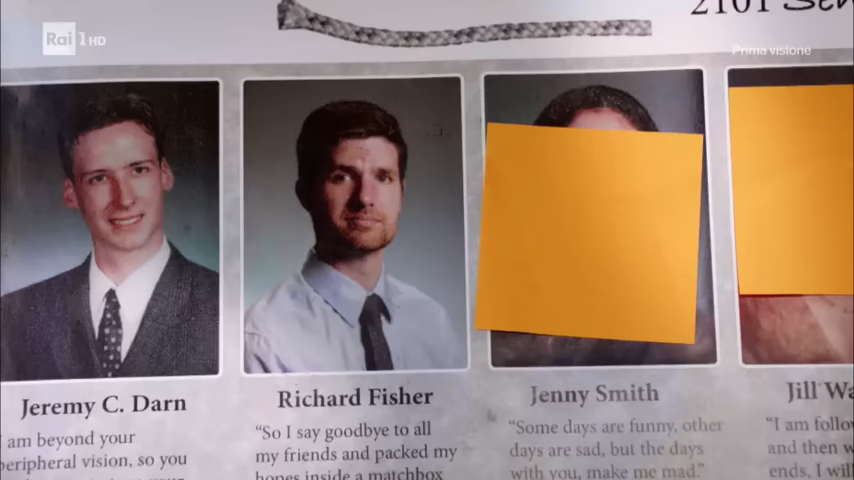 2101 Sen
Rai 1 HD
Prima visione
Jeremy C. Darn
am beyond your
peripheral vision, so you
Richard Fisher
"So I say goodbye to all
my friends and packed my
hopes inside a matchbox
Jenny Smith
"Some days are funny, other
days are sad, but the days
with you, make me mad."
Jill Wa
"I am follow
and then w
ends, I will